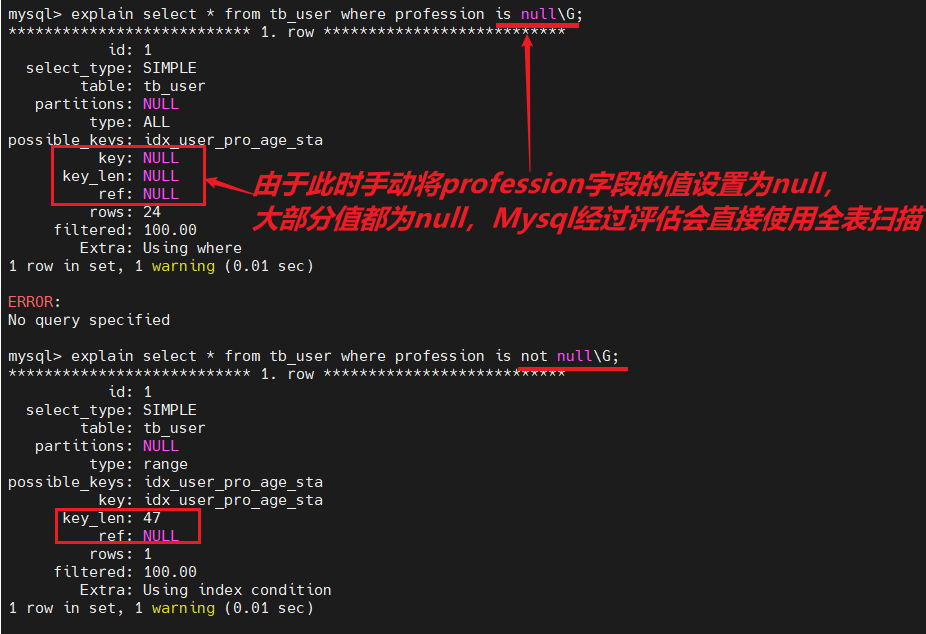 mysql> explain select * from tb_user where profession is null\G;
*************************** 1. row ***************************
id: 1
select_type: SIMPLE
table: tb_user
partitions: NULL
type: ALL
possible_keys: idx_user_pro_age_sta
key: NULL
key_len: NULL
ref: NULL
由于此时手动将profession字段的值设置为null,
大部分值都为null，Mysql经过评估会直接使用全表扫描
rows: 24
filtered: 100.00
Extra: Using where
1 row in set, 1 warning (0.01 sec)
ERROR:
No query specified
mysql> explain select * from tb_user where profession is not null\G;
*************************** 1. row ***************************
id: 1
select_type: SIMPLE
table: tb_user
partitions: NULL
type: range
possible_keys: idx_user_pro_age_sta
key: idx_user_pro_age_sta
key_len: 47
ref: NULL
rows: 1
filtered: 100.00
Extra: Using index condition
1 row in set, 1 warning (0.01 sec)